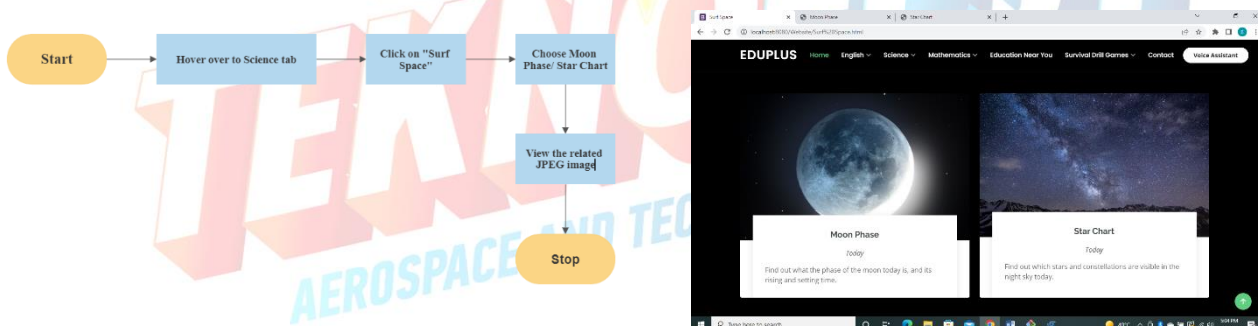 Start
Hover over to Science tab
Click on "Surf
Space"
Choose Moon
Phase/ Star Chart
View the related
JPEG image
Stop
AEROSPACE AND TEC
Surf Space
Moon Phase
Star Chart
localhost:8080/Website/Surf%20Space.html
EDUPLUS Home English Science Mathematics Education Near You Survival Drill Games Contact Voice Assistant
Moon Phase
Today
Find out what the phase of the moon today is, and its
rising and setting time.
Star Chart
Today
Find out which stars and constellations are visible in the
night sky today.
Type here to search